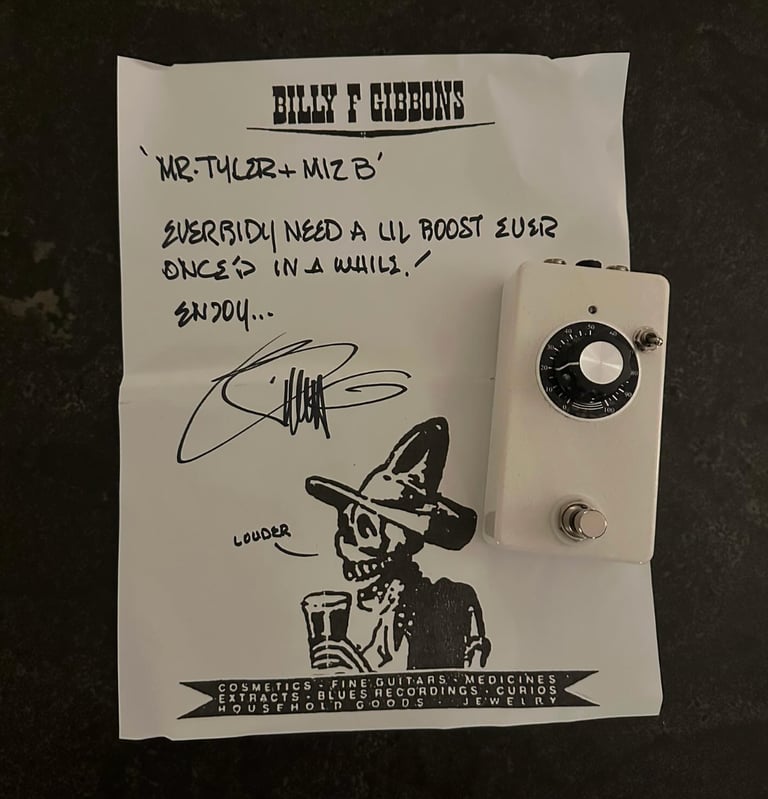 BILLY F GIBBONS
'MR. TYLER + MIZ B'
EVERBIDY NEED A LIL BOOST EVER
ONCE'S IN A WHILE.!
ENJOY...
LOUDER
COSMETICS · FINE GUITARS · MEDICINES
EXTRACTS · BLUES RECORDINGS · CURIOS
HOUSEHOLD GOODS · JEWELRY